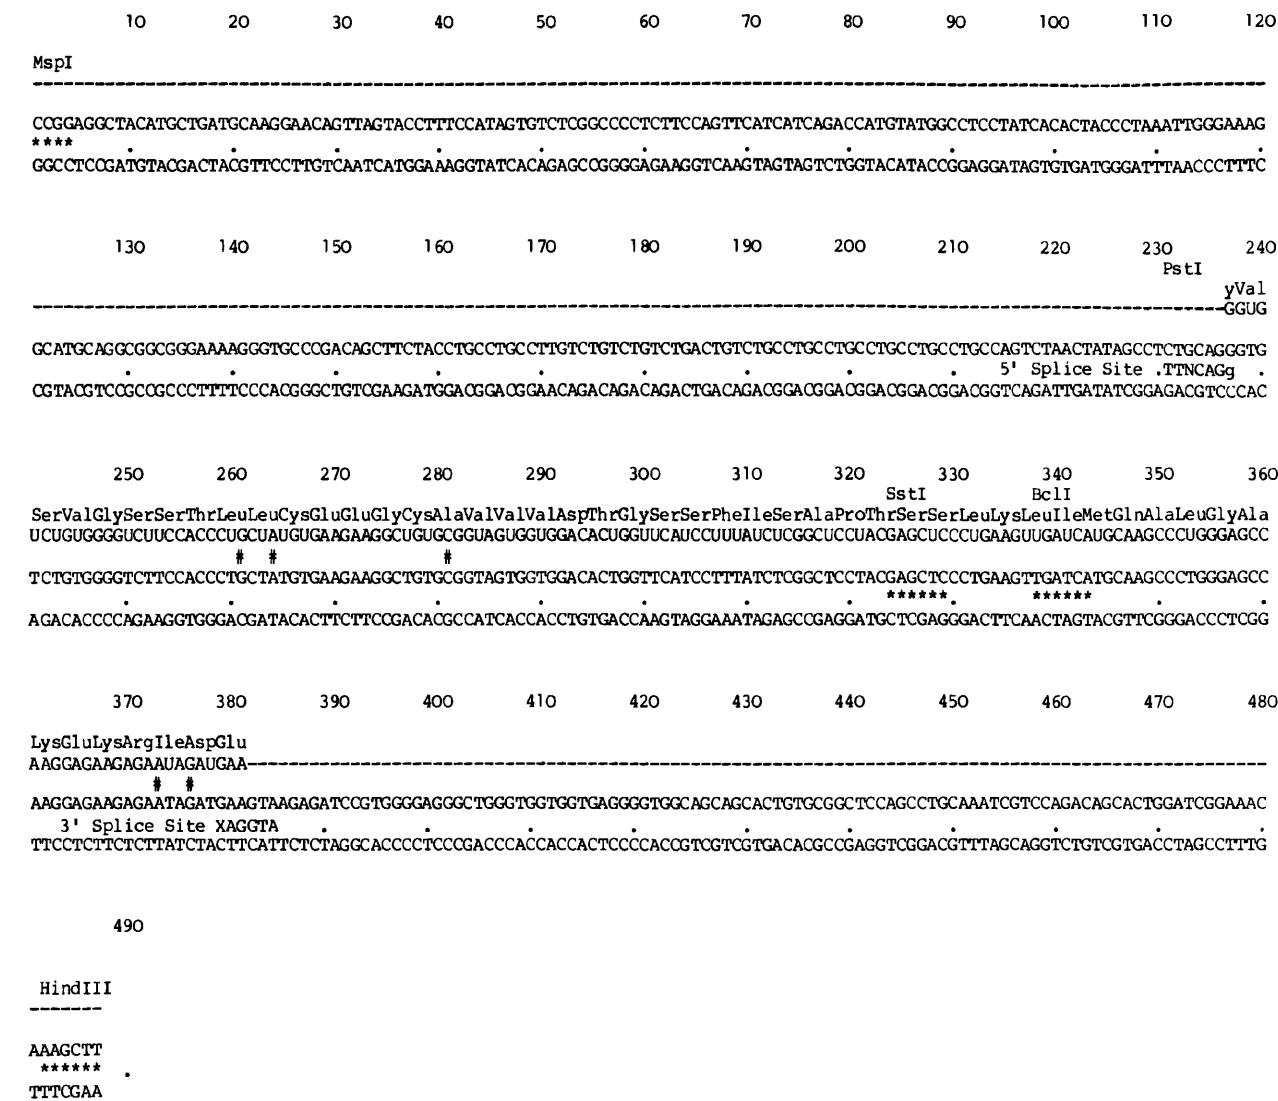 10 20 30 40 50 60 70 80 90 100 110 120
MspI
------------------------------------------------------------------------------------------------------------------------
CCGGAGGCTACATGCTGATGCAAGGAACAGTTAGTACCTTTCCATAGTGTCTCGGCCCCTCTTCCAGTTCATCATCAGACCATGTATGGCCTCCTATCACACTACCCTAAATTGGGAAAG
**** . . . . . . . . . . . .
GGCCTCCGATGTACGACTACGTTCCTTGTCAATCATGGAAAGGTATCACAGAGCCGGGGAGAAGGTCAAGTAGTAGTCTGGTACATACCGGAGGATAGTGTGATGGGATTTAACCCTTTC
130 140 150 160 170 180 190 200 210 220 230 240
PstI
yVal
--------------------------------------------------------------------------------------------------------------------GGUG
GCATGCAGGCGGCGGGAAAAGGGTGCCCGACAGCTTCTACCTGCCTGCCTTGTCTGTCTGTCTGACTGTCTGCCTGCCTGCCTGCCTGCCTGCCAGTCTAACTATAGCCTCTGCAGGGTG
. . . . . . . . . 5' Splice Site .TTNCAGg .
CGTACGTCCGCCGCCCTTTTCCCACGGGCTGTCGAAGATGGACGGACGGAACAGACAGACAGACTGACAGACGGACGGACGGACGGACGGACGGTCAGATTGATATCGGAGACGTCCCAC
250 260 270 280 290 300 310 320 330 340 350 360
SstI BclI
SerValGlySerSerThrLeuLeuCysGluGluGlyCysAlaValValValAspThrGlySerSerPheIleSerAlaProThrSerSerLeuLysLeuIleMetGlnAlaLeuGlyAla
UCUGUGGGGUCUUCCACCCUGCUAUGUGAAGAAGGCUGUGCGGUAGUGGUGGACACUGGUUCAUCCUUUAUCUCGGCUCCUACGAGCUCCCUGAAGUUGAUCAUGCAAGCCCUGGGAGCC
# # #
TCTGTGGGGTCTTCCACCCTGCTATGTGAAGAAGGCTGTGCGGTAGTGGTGGACACTGGTTCATCCTTTATCTCGGCTCCTACGAGCTCCCTGAAGTTGATCATGCAAGCCCTGGGAGCC
. . . . . . . . ****** . ****** . .
AGACACCCCAGAAGGTGGGACGATACACTTCTTCCGACACGCCATCACCACCTGTGACCAAGTAGGAAATAGAGCCGAGGATGCTCGAGGGACTTCAACTAGTACGTTCGGGACCCTCGG
370 380 390 400 410 420 430 440 450 460 470 480
LysGluLysArgIleAspGlu
AAGGAGAAGAGAAUAGAUGAA---------------------------------------------------------------------------------------------------
# #
AAGGAGAAGAGAATAGATGAAGTAAGAGATCCGTGGGGAGGGCTGGGTGGTGGTGAGGGGTGGCAGCAGCACTGTGCGGCTCCAGCCTGCAAATCGTCCAGACAGCACTGGATCGGAAAC
3' Splice Site XAGGTA . . . . . . . . . .
TTCCTCTTCTCTTATCTACTTCATTCTCTAGGCACCCCTCCCGACCCACCACCACTCCCCACCGTCGTCGTGACACGCCGAGGTCGGACGTTTAGCAGGTCTGTCGTGACCTAGCCTTTG
490
HindIII
-------
AAAGCTT
****** .
TTTCGAA